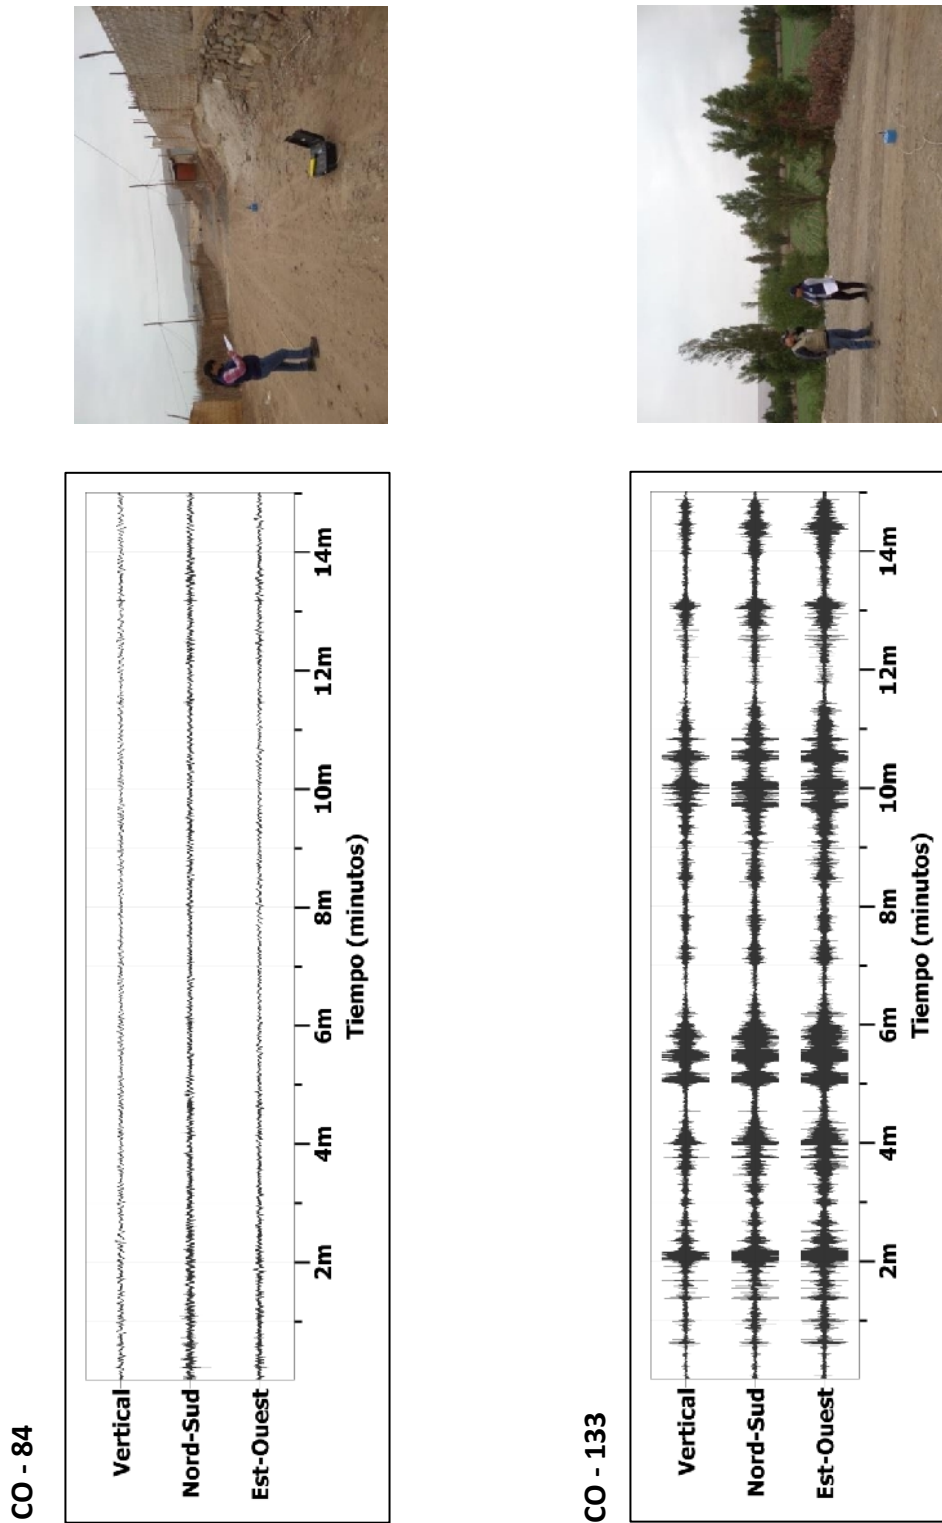 CO - 84
Vertical
Nord-Sud
Est-Ouest
2m 4m 6m 8m 10m 12m 14m
Tiempo (minutos)
CO - 133
Vertical
Nord-Sud
Est-Ouest
2m 4m 6m 8m 10m 12m 14m
Tiempo (minutos)